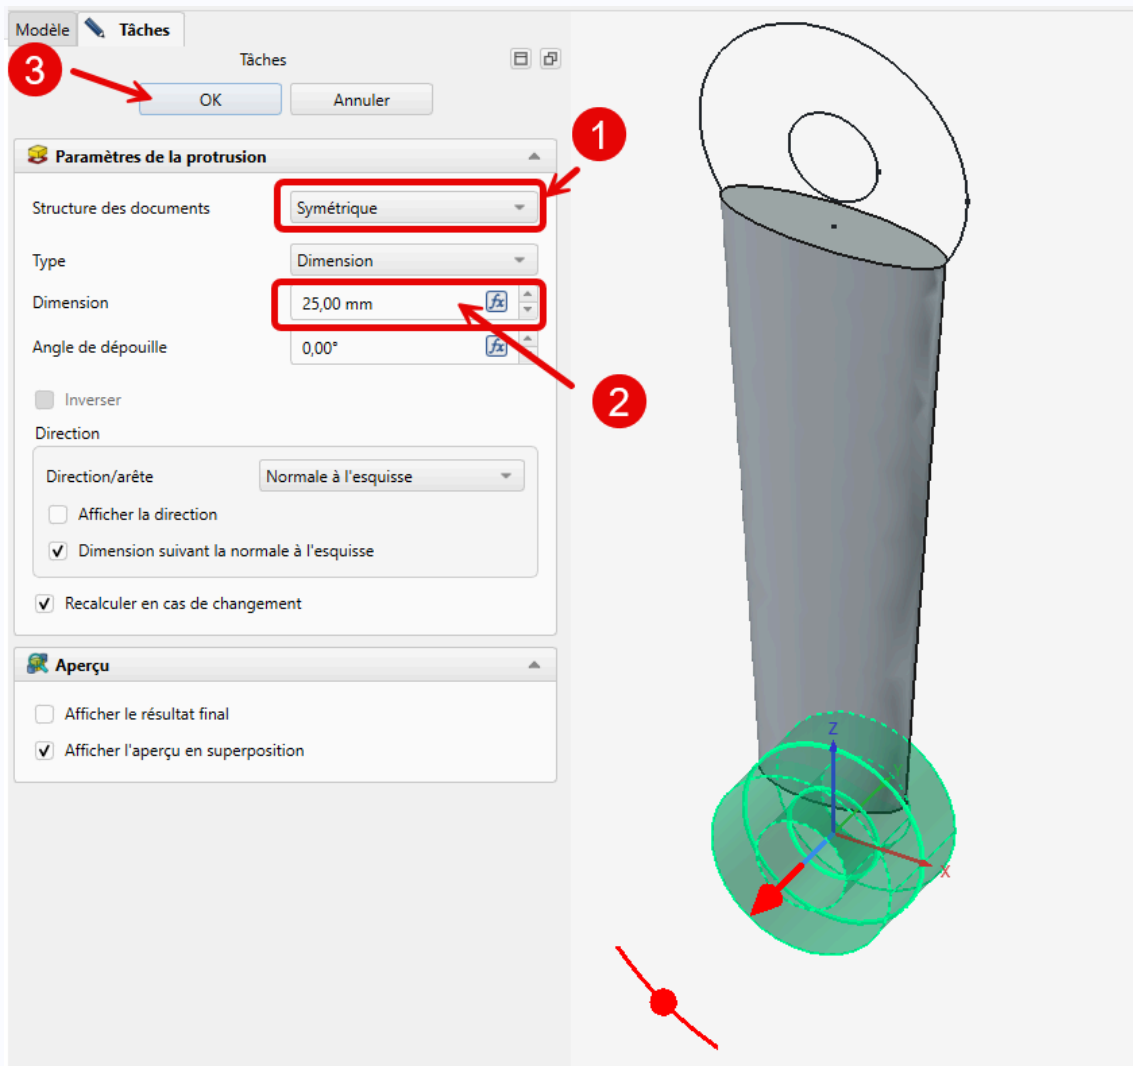 Modèle
Tâches
Tâches
3
OK
Annuler
1
Paramètres de la protrusion
Structure des documents
Symétrique
Type
Dimension
Dimension
25,00 mm
fx
Angle de dépouille
0,00°
fx
2
Inverser
Direction
Direction/arête
Normale à l'esquisse
Afficher la direction
Dimension suivant la normale à l'esquisse
Recalculer en cas de changement
Aperçu
Afficher le résultat final
Afficher l'aperçu en superposition
Z
X